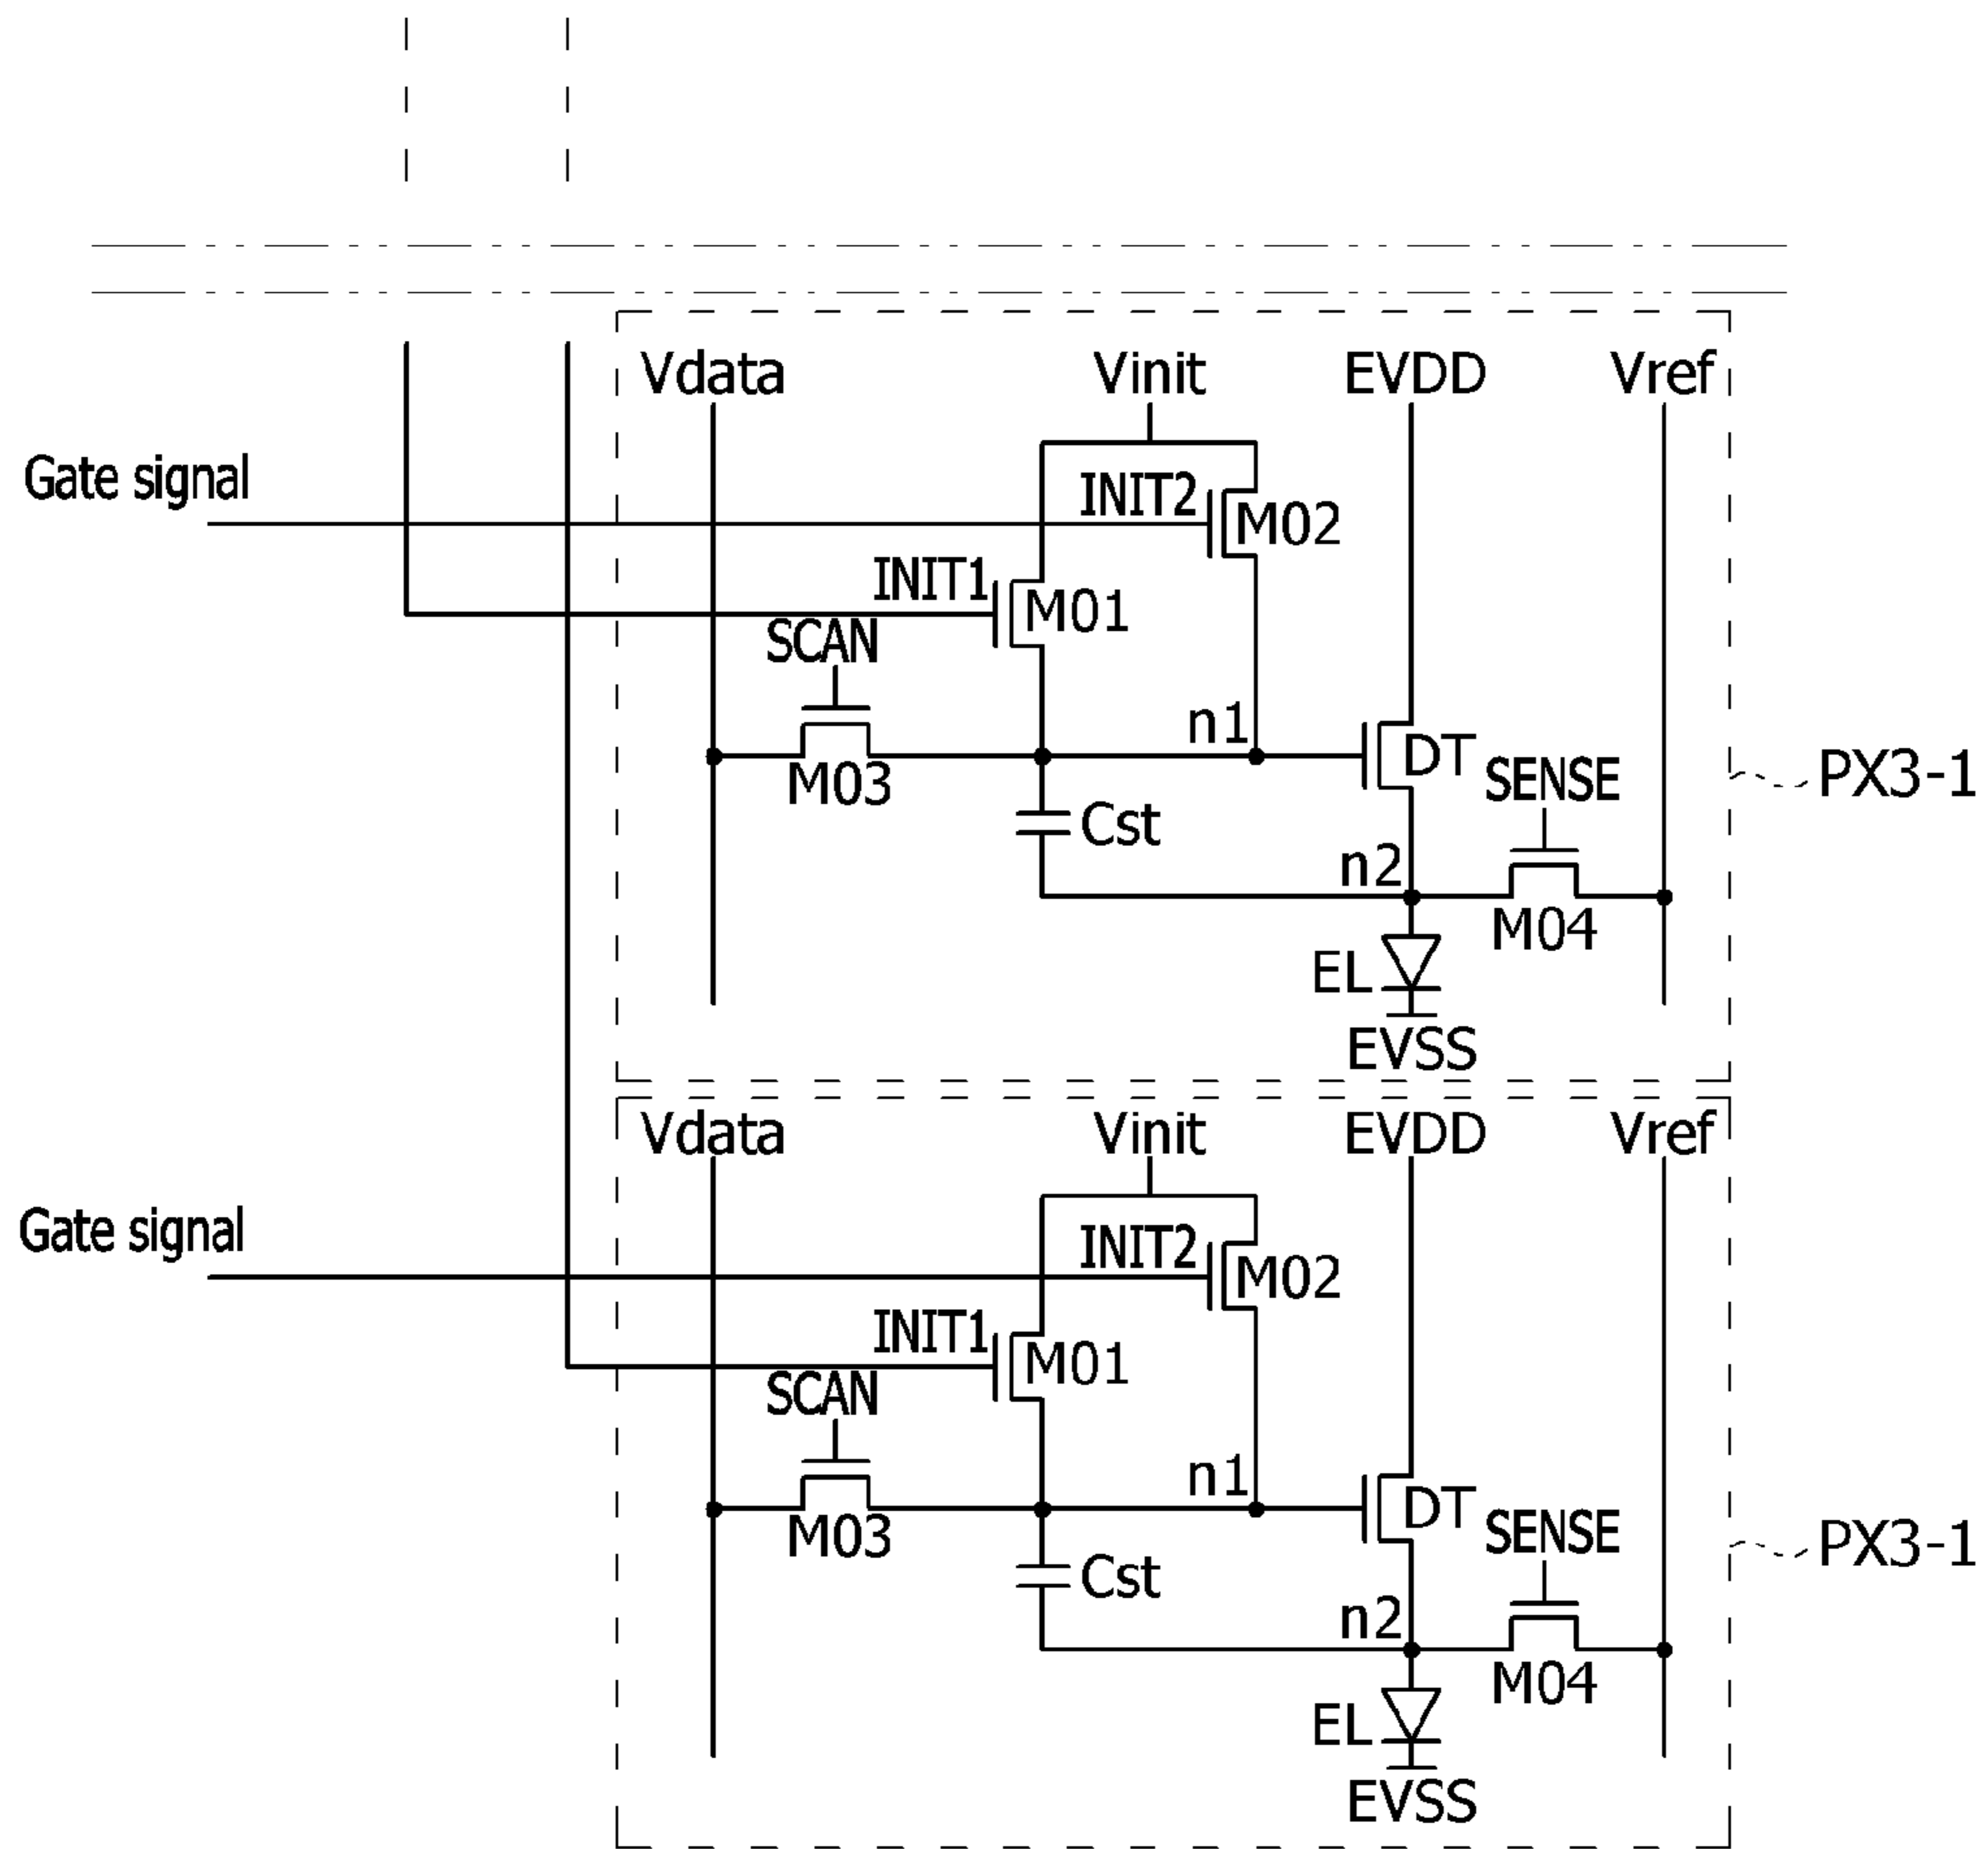 Vdata Vinit EVDD Vref
Gate signal
INIT2
M02
INIT1
M01
SCAN
n1
M03
DT
SENSE
PX3-1
Cst
n2
M04
EL
EVSS
Vdata Vinit EVDD Vref
Gate signal
INIT2
M02
INIT1
M01
SCAN
n1
M03
DT
SENSE
PX3-1
Cst
n2
M04
EL
EVSS